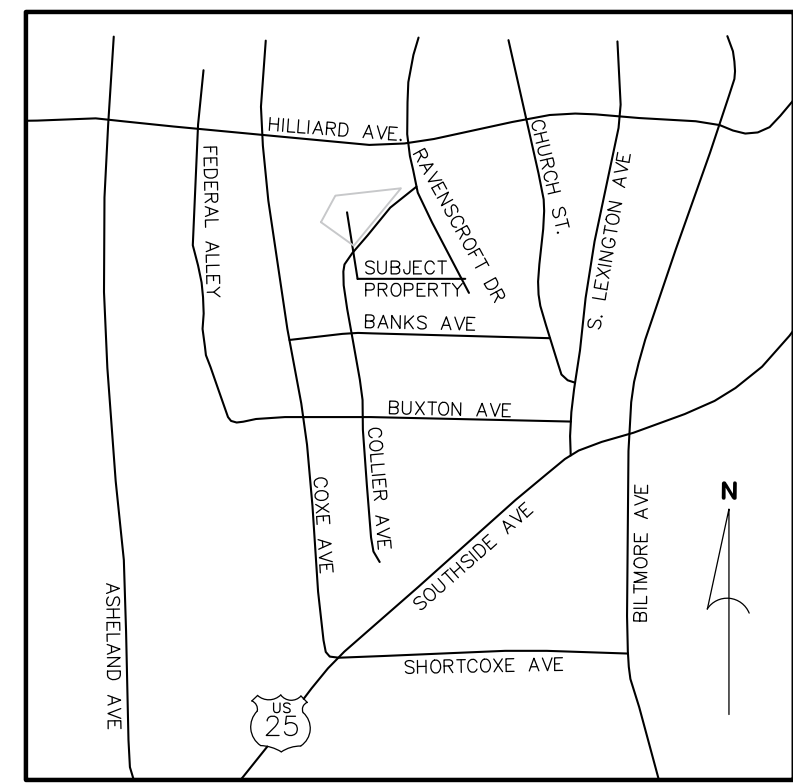 HILLIARD AVE.
FEDERAL ALLEY
RAVENSCROFT DR
CHURCH ST.
S. LEXINGTON AVE
SUBJECT
PROPERTY
BANKS AVE
BUXTON AVE
COLLIER AVE
COXE AVE
SOUTHSIDE AVE
BILTMORE AVE
N
ASHELAND AVE
SHORTCOXE AVE
US
25